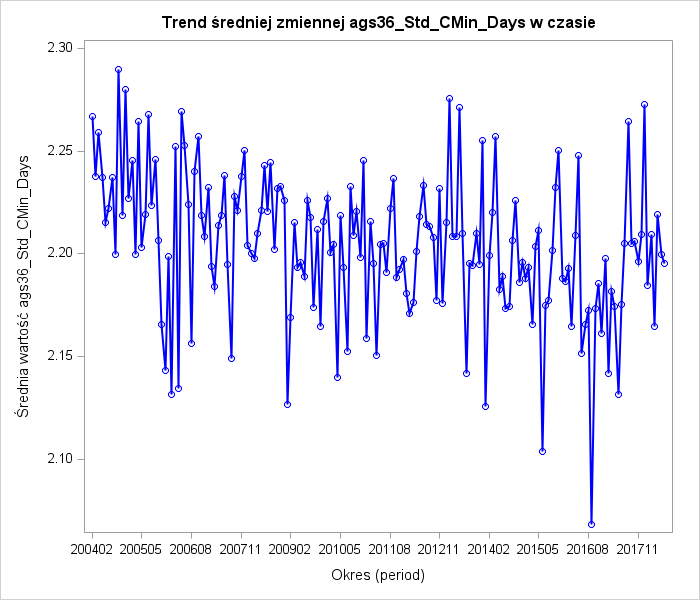 Trend średniej zmiennej ags36_Std_CMin_Days w czasie
Średnia wartość ags36_Std_CMin_Days
2.30
2.25
2.20
2.15
2.10
200402 200505 200608 200711 200902 201005 201108 201211 201402 201505 201608 201711
Okres (period)